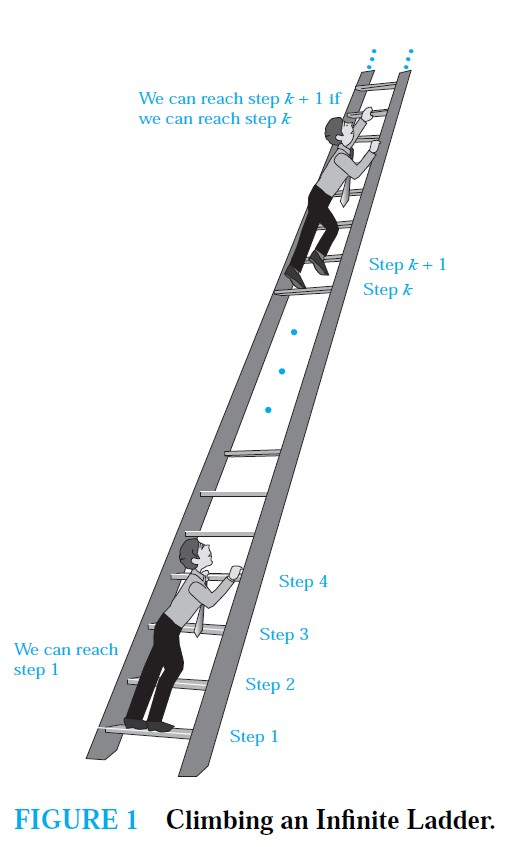 We can reach step k + 1 if
we can reach step k
Step k + 1
Step k
Step 4
Step 3
We can reach
step 1
Step 2
Step 1
FIGURE 1 Climbing an Infinite Ladder.